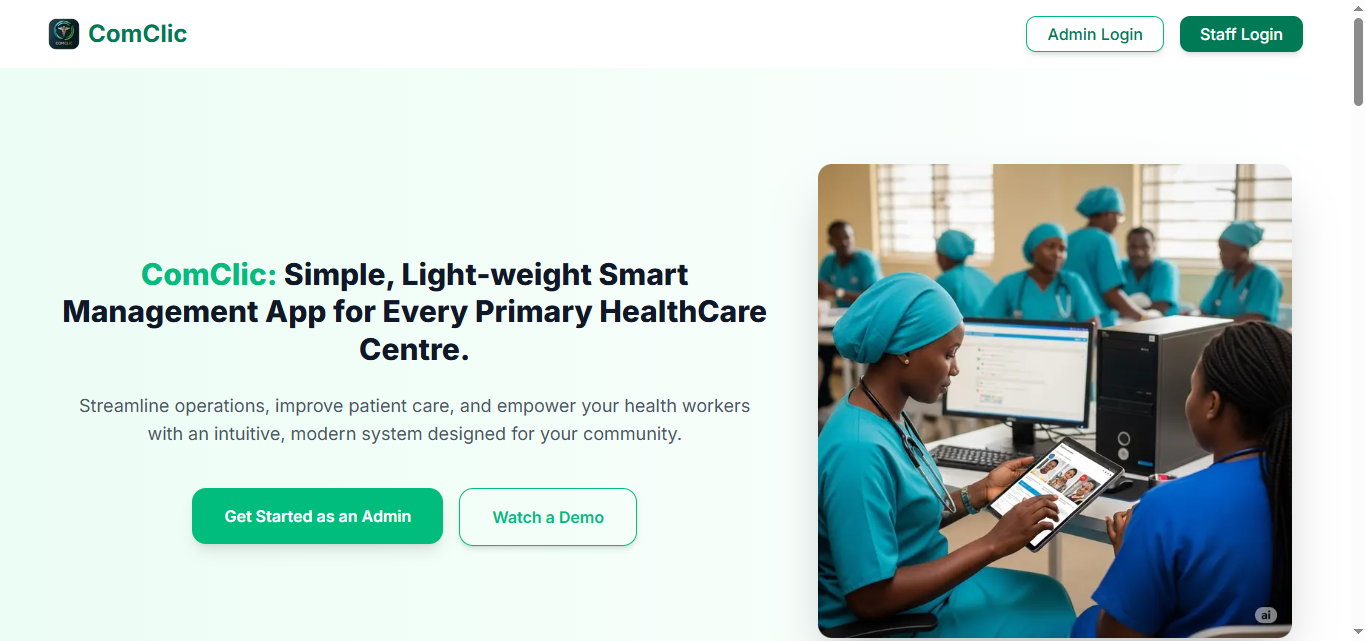 ComClic
Admin Login
Staff Login
ComClic: Simple, Light-weight Smart
Management App for Every Primary HealthCare
Centre.
Streamline operations, improve patient care, and empower your health workers
with an intuitive, modern system designed for your community.
Get Started as an Admin
Watch a Demo
ai